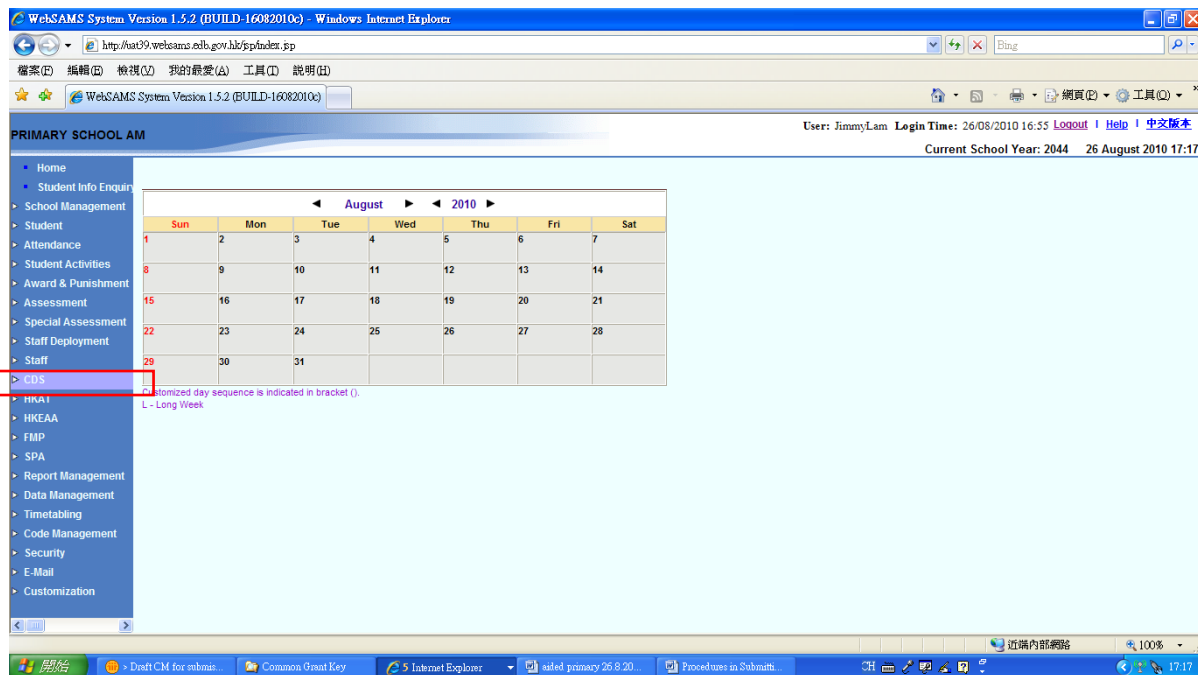 WebSAMS System Version 1.5.2 (BUILD-16082010c) - Windows Internet Explorer
http://uat39.websams.edb.gov.hk/jsp/index.jsp
Bing
檔案(F) 編輯(E) 檢視(V) 我的最愛(A) 工具(T) 說明(H)
WebSAMS System Version 1.5.2 (BUILD-16082010c)
網頁(P) 工具(O)
PRIMARY SCHOOL AM
User: JimmyLam Login Time: 26/08/2010 16:55 Logout | Help | 中文版本
Current School Year: 2044 26 August 2010 17:17
Home
Student Info Enquiry
School Management
Student
Attendance
Student Activities
Award & Punishment
Assessment
Special Assessment
Staff Deployment
Staff
CDS
HKAT
HKEAA
FMP
SPA
Report Management
Data Management
Timetabling
Code Management
Security
E-Mail
Customization
August 2010
Sun Mon Tue Wed Thu Fri Sat
1 2 3 4 5 6 7
8 9 10 11 12 13 14
15 16 17 18 19 20 21
22 23 24 25 26 27 28
29 30 31
Customized day sequence is indicated in bracket ().
L - Long Week
近端內部網路 100%
開始 > Draft CM for submis... Common Grant Key 5 Internet Explorer aided primary 26.8.20... Procedures in Submitti... CH 17:17